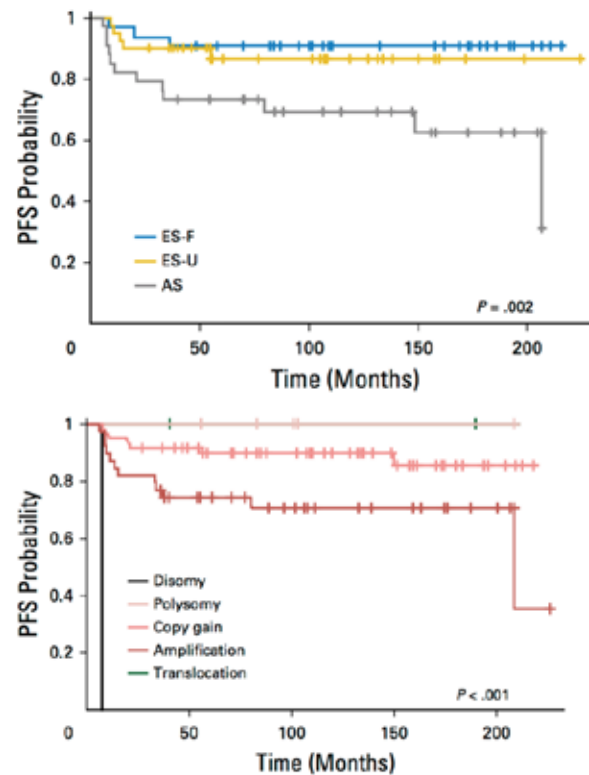 1
0.8
0.6
0.4
0.2
PFS Probability
ES-F
ES-U
AS
P = .002
0 50 100 150 200
Time (Months)
1
0.8
0.6
0.4
0.2
PFS Probability
Disomy
Polysomy
Copy gain
Amplification
Translocation
P < .001
0 50 100 150 200
Time (Months)